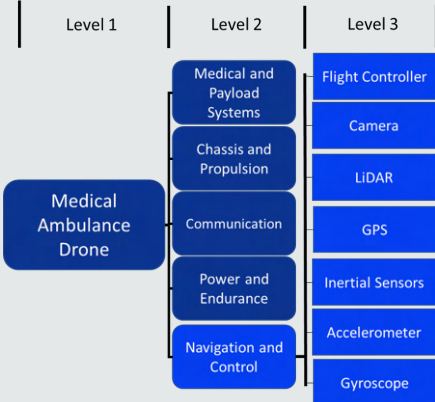 Level 1
Level 2
Level 3
Medical
Ambulance
Drone
Medical and
Payload
Systems
Chassis and
Propulsion
Communication
Power and
Endurance
Navigation and
Control
Flight Controller
Camera
LiDAR
GPS
Inertial Sensors
Accelerometer
Gyroscope